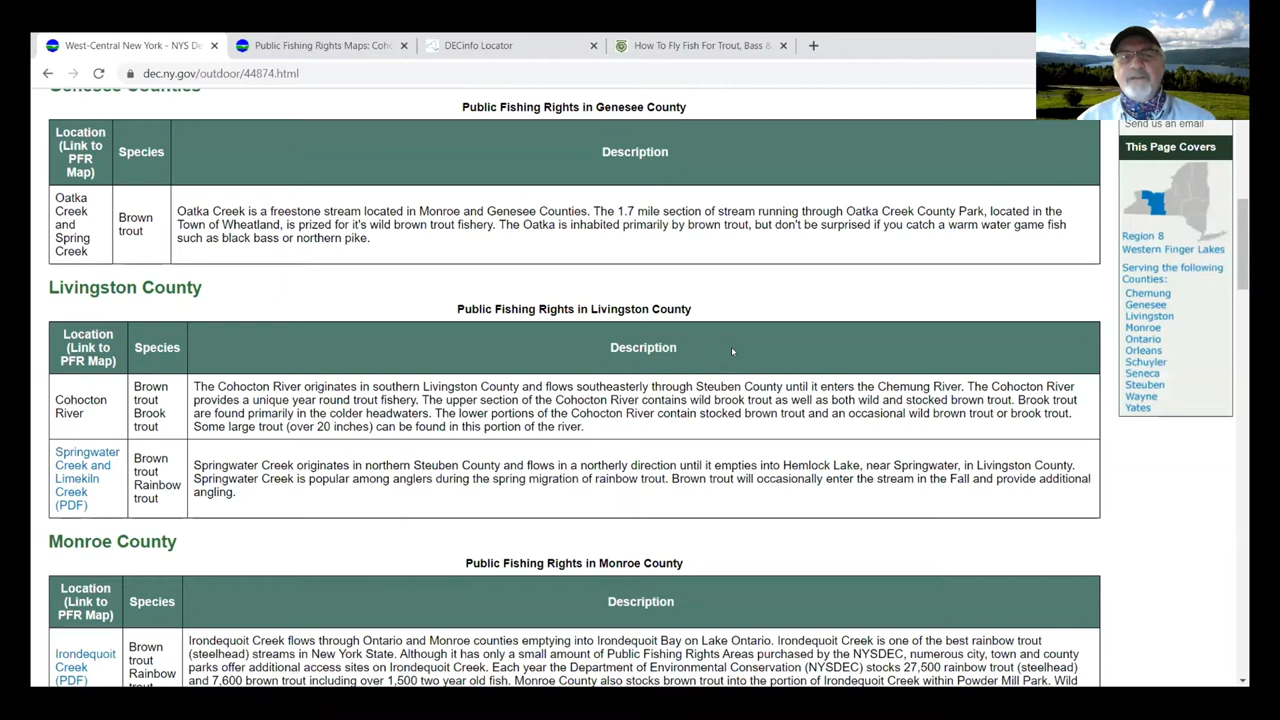 West-Central New York - NYS De
Public Fishing Rights Maps: Coh
DECinfo Locator
How To Fly Fish For Trout, Bass &
dec.ny.gov/outdoor/44874.html
Genesee Counties
Public Fishing Rights in Genesee County
Location
(Link to
PFR
Map)
Species
Description
Oatka
Creek
and
Spring
Creek
Brown
trout
Oatka Creek is a freestone stream located in Monroe and Genesee Counties. The 1.7 mile section of stream running through Oatka Creek County Park, located in the
Town of Wheatland, is prized for it's wild brown trout fishery. The Oatka is inhabited primarily by brown trout, but don't be surprised if you catch a warm water game fish
such as black bass or northern pike.
Livingston County
Public Fishing Rights in Livingston County
Location
(Link to
PFR Map)
Species
Description
Cohocton
River
Brown
trout
Brook
trout
The Cohocton River originates in southern Livingston County and flows southeasterly through Steuben County until it enters the Chemung River. The Cohocton River
provides a unique year round trout fishery. The upper section of the Cohocton River contains wild brook trout as well as both wild and stocked brown trout. Brook trout
are found primarily in the colder headwaters. The lower portions of the Cohocton River contain stocked brown trout and an occasional wild brown trout or brook trout.
Some large trout (over 20 inches) can be found in this portion of the river.
Springwater
Creek and
Limekiln
Creek
(PDF)
Brown
trout
Rainbow
trout
Springwater Creek originates in northern Steuben County and flows in a northerly direction until it empties into Hemlock Lake, near Springwater, in Livingston County.
Springwater Creek is popular among anglers during the spring migration of rainbow trout. Brown trout will occasionally enter the stream in the Fall and provide additional
angling.
Monroe County
Public Fishing Rights in Monroe County
Location
(Link to
PFR Map)
Species
Description
Irondequoit
Creek
(PDF)
Brown
trout
Rainbow
trout
Irondequoit Creek flows through Ontario and Monroe counties emptying into Irondequoit Bay on Lake Ontario. Irondequoit Creek is one of the best rainbow trout
(steelhead) streams in New York State. Although it has only a small amount of Public Fishing Rights Areas purchased by the NYSDEC, numerous city, town and county
parks offer additional access sites on Irondequoit Creek. Each year the Department of Environmental Conservation (NYSDEC) stocks 27,500 rainbow trout (steelhead)
and 7,600 brown trout including over 1,500 two year old fish. Monroe County also stocks brown trout into the portion of Irondequoit Creek within Powder Mill Park. Wild
Send us an email
This Page Covers
Region 8
Western Finger Lakes
Serving the following
Counties:
Chemung
Genesee
Livingston
Monroe
Ontario
Orleans
Schuyler
Seneca
Steuben
Wayne
Yates